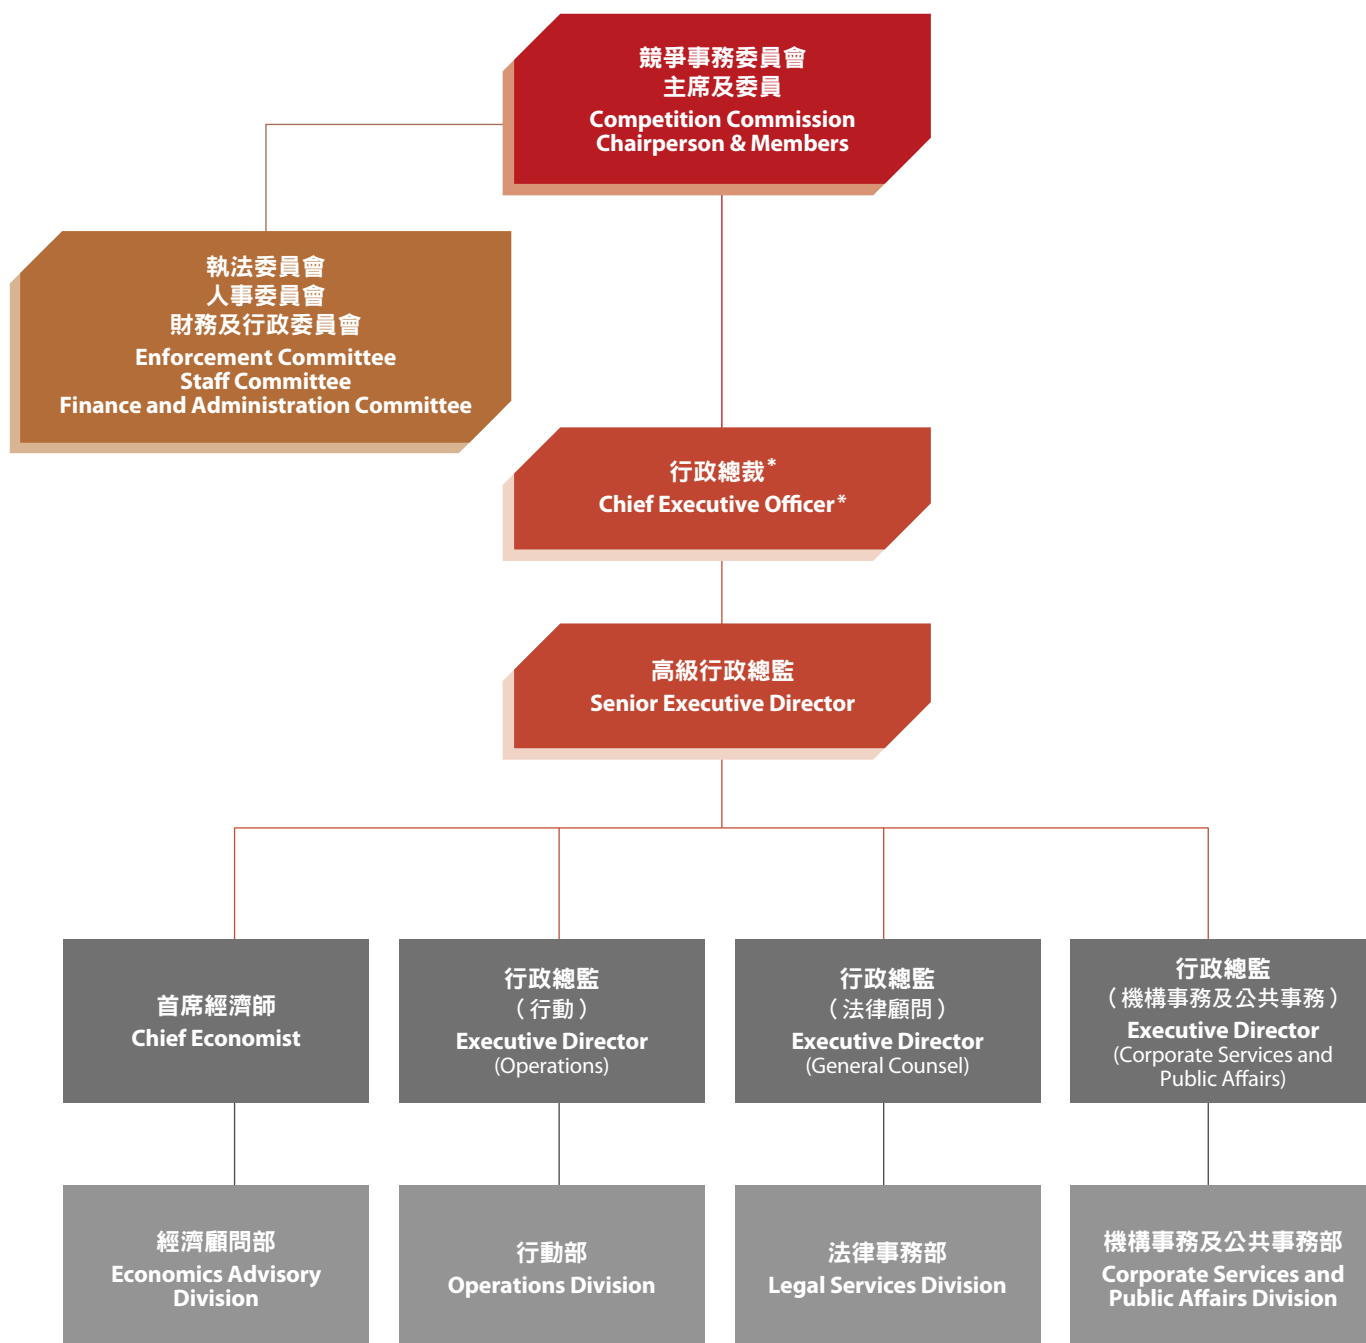 競爭事務委員會
主席及委員
Competition Commission
Chairperson & Members
執法委員會
人事委員會
財務及行政委員會
Enforcement Committee
Staff Committee
Finance and Administration Committee
行政總裁*
Chief Executive Officer*
高級行政總監
Senior Executive Director
首席經濟師
Chief Economist
行政總監
（行動）
Executive Director
(Operations)
行政總監
（法律顧問）
Executive Director
(General Counsel)
行政總監
（機構事務及公共事務）
Executive Director
(Corporate Services and
Public Affairs)
經濟顧問部
Economics Advisory
Division
行動部
Operations Division
法律事務部
Legal Services Division
機構事務及公共事務部
Corporate Services and
Public Affairs Division